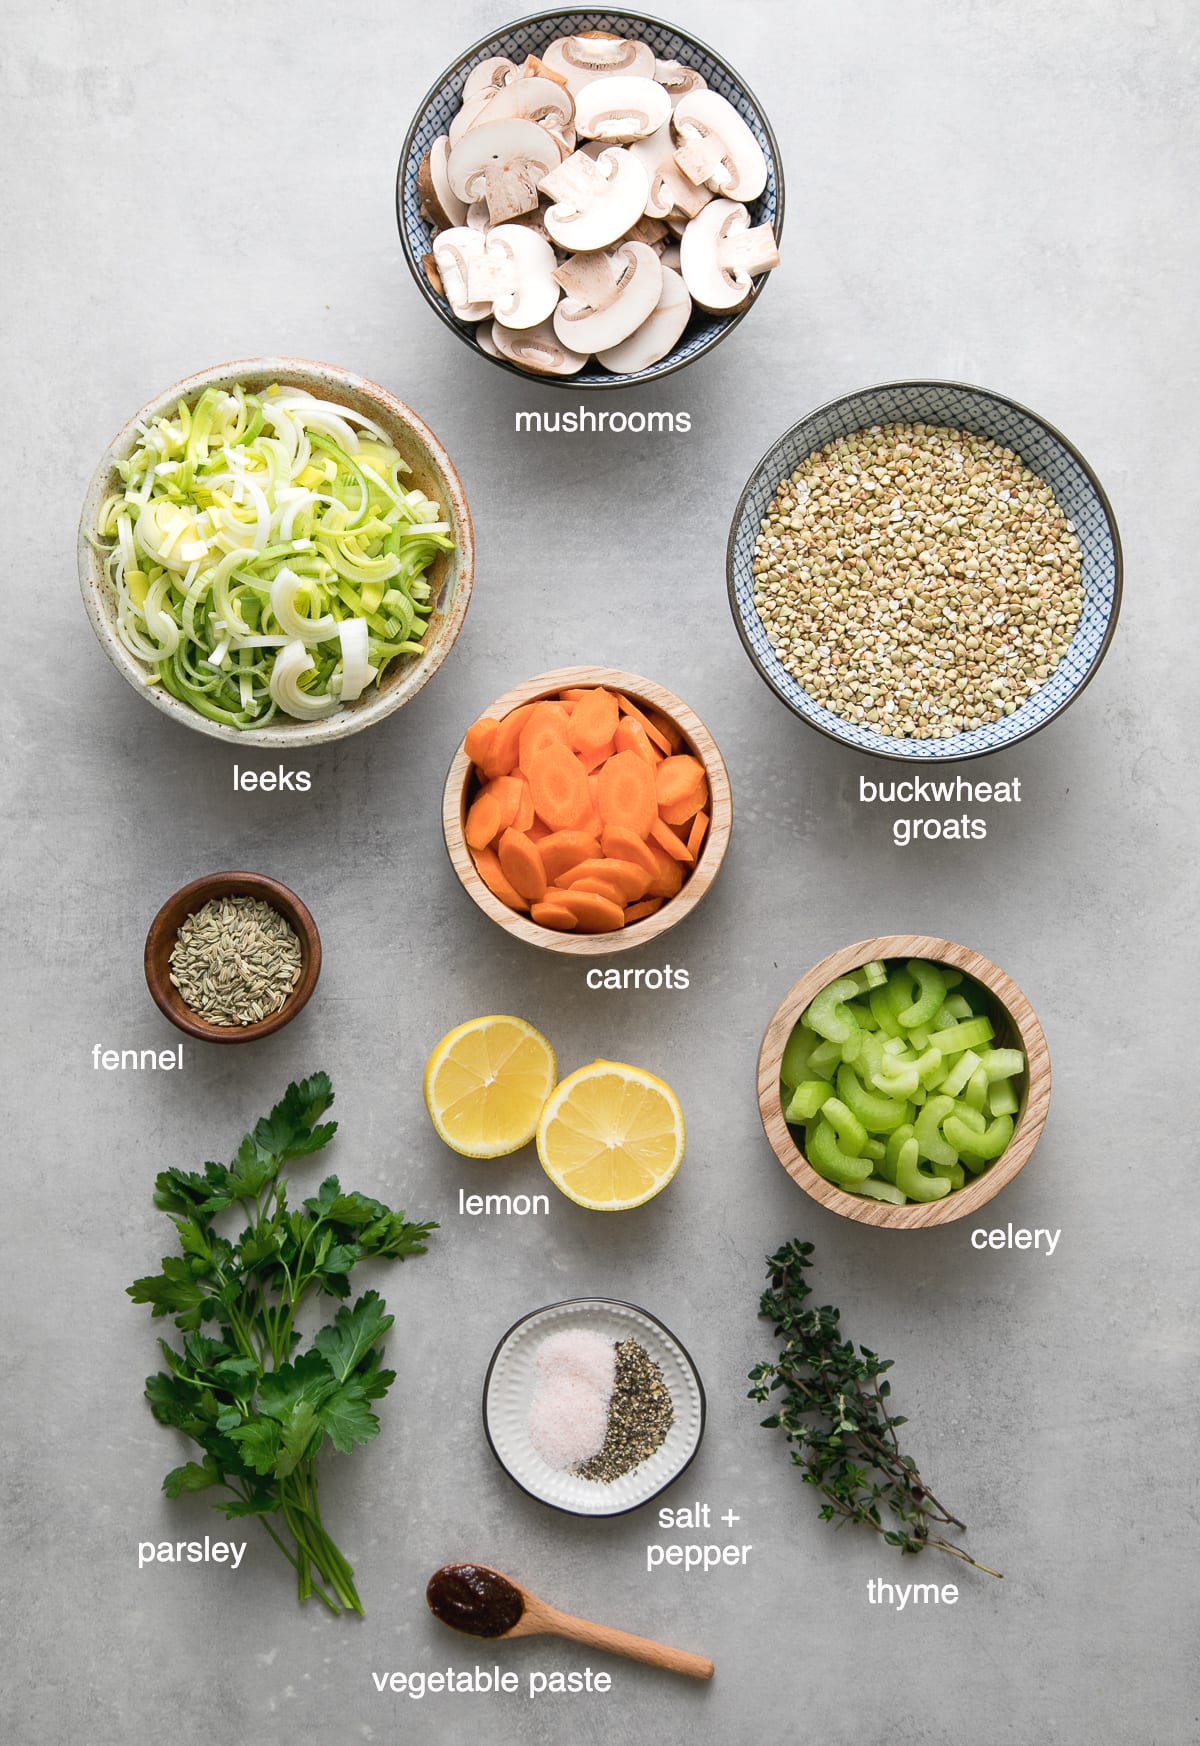 mushrooms
leeks
buckwheat
groats
carrots
fennel
lemon
celery
salt +
pepper
parsley
thyme
vegetable paste